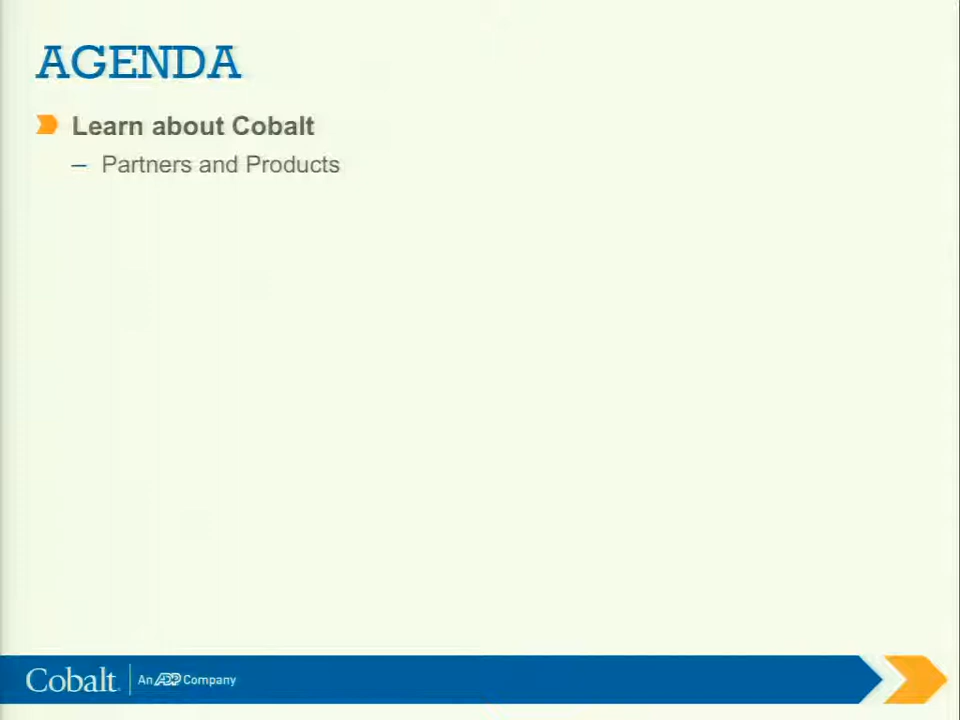 AGENDA
Learn about Cobalt
– Partners and Products
Cobalt. An ADP Company